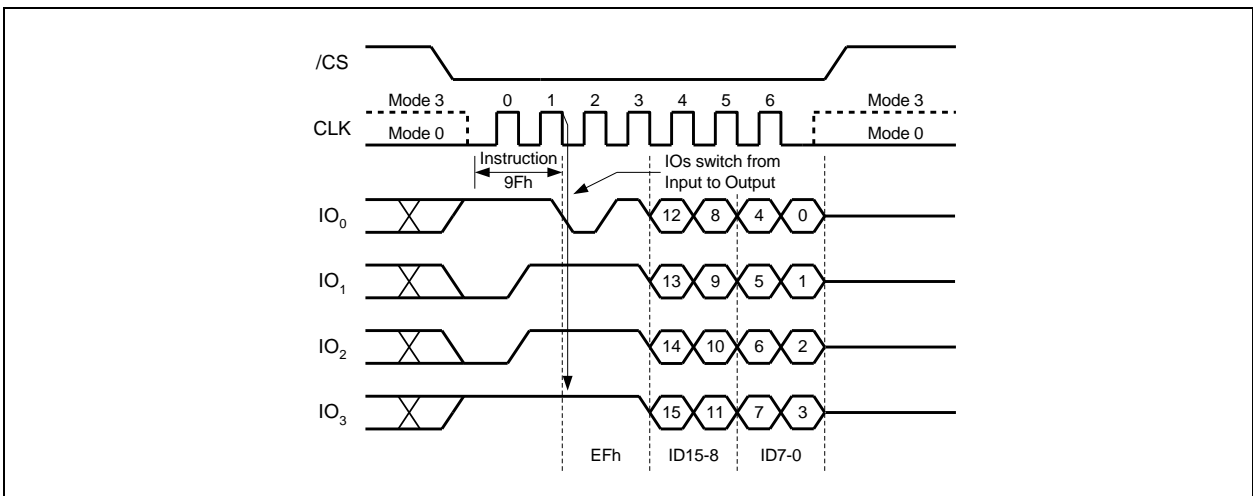 /CS
Mode 3 0 1 2 3 4 5 6 Mode 3
CLK Mode 0 Mode 0
Instruction
9Fh
IOs switch from
Input to Output
IO0 12 8 4 0
IO1 13 9 5 1
IO2 14 10 6 2
IO3 15 11 7 3
EFh ID15-8 ID7-0